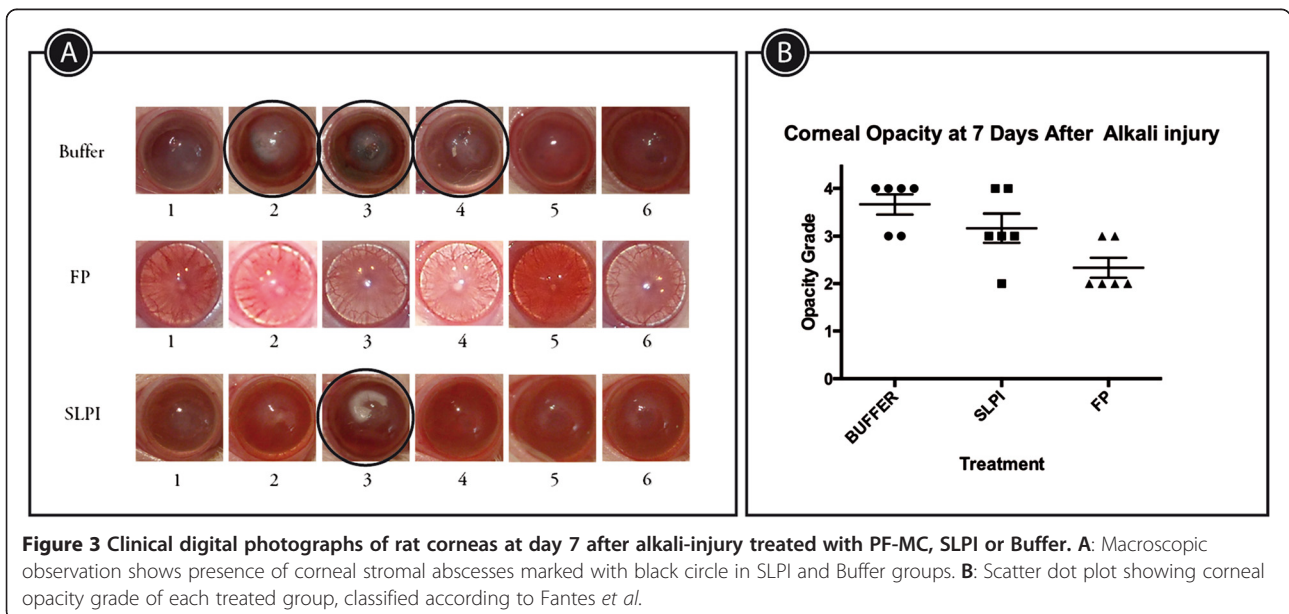 A
Buffer
1 2 3 4 5 6
FP
1 2 3 4 5 6
SLPI
1 2 3 4 5 6
B
Corneal Opacity at 7 Days After Alkali injury
Opacity Grade
4
3
2
1
0
BUFFER
SLPI
FP
Treatment
Figure 3 Clinical digital photographs of rat corneas at day 7 after alkali-injury treated with PF-MC, SLPI or Buffer. A: Macroscopic
observation shows presence of corneal stromal abscesses marked with black circle in SLPI and Buffer groups. B: Scatter dot plot showing corneal
opacity grade of each treated group, classified according to Fantes et al.